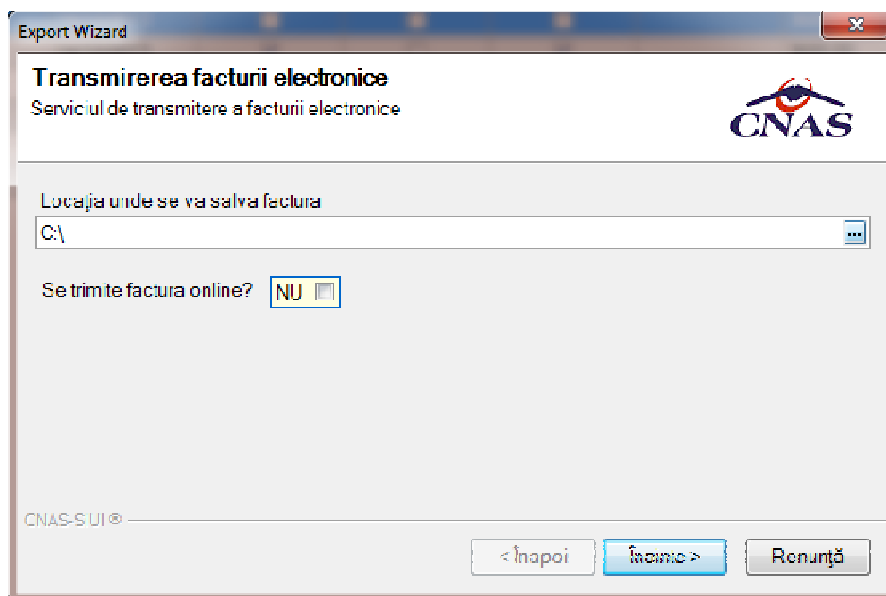 Export Wizard
Transmirerea facturii electronice
Serviciul de transmitere a facturii electronice
CNAS
Locația unde se va salva factura
C:\
...
Se trimite factura online? NU
CNAS-SIUI ®
< Înapoi Înainte > Renunță